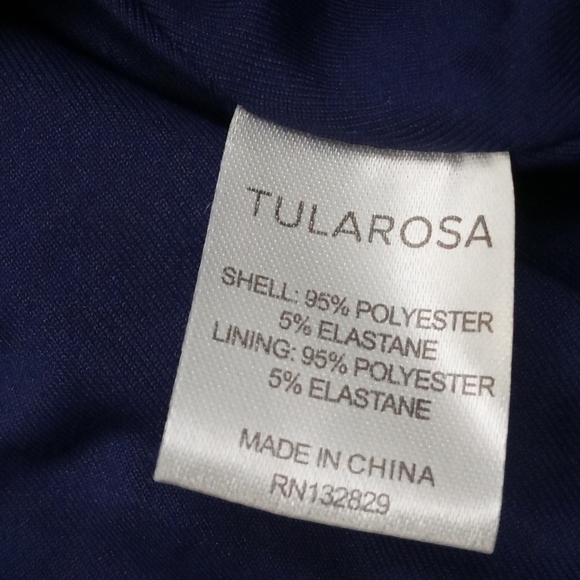 TULAROSA
SHELL: 95% POLYESTER
5% ELASTANE
LINING: 95% POLYESTER
5% ELASTANE
MADE IN CHINA
RN132829